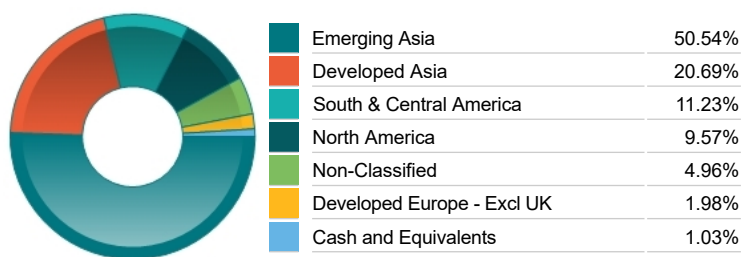 Emerging Asia 50.54%
Developed Asia 20.69%
South & Central America 11.23%
North America 9.57%
Non-Classified 4.96%
Developed Europe - Excl UK 1.98%
Cash and Equivalents 1.03%